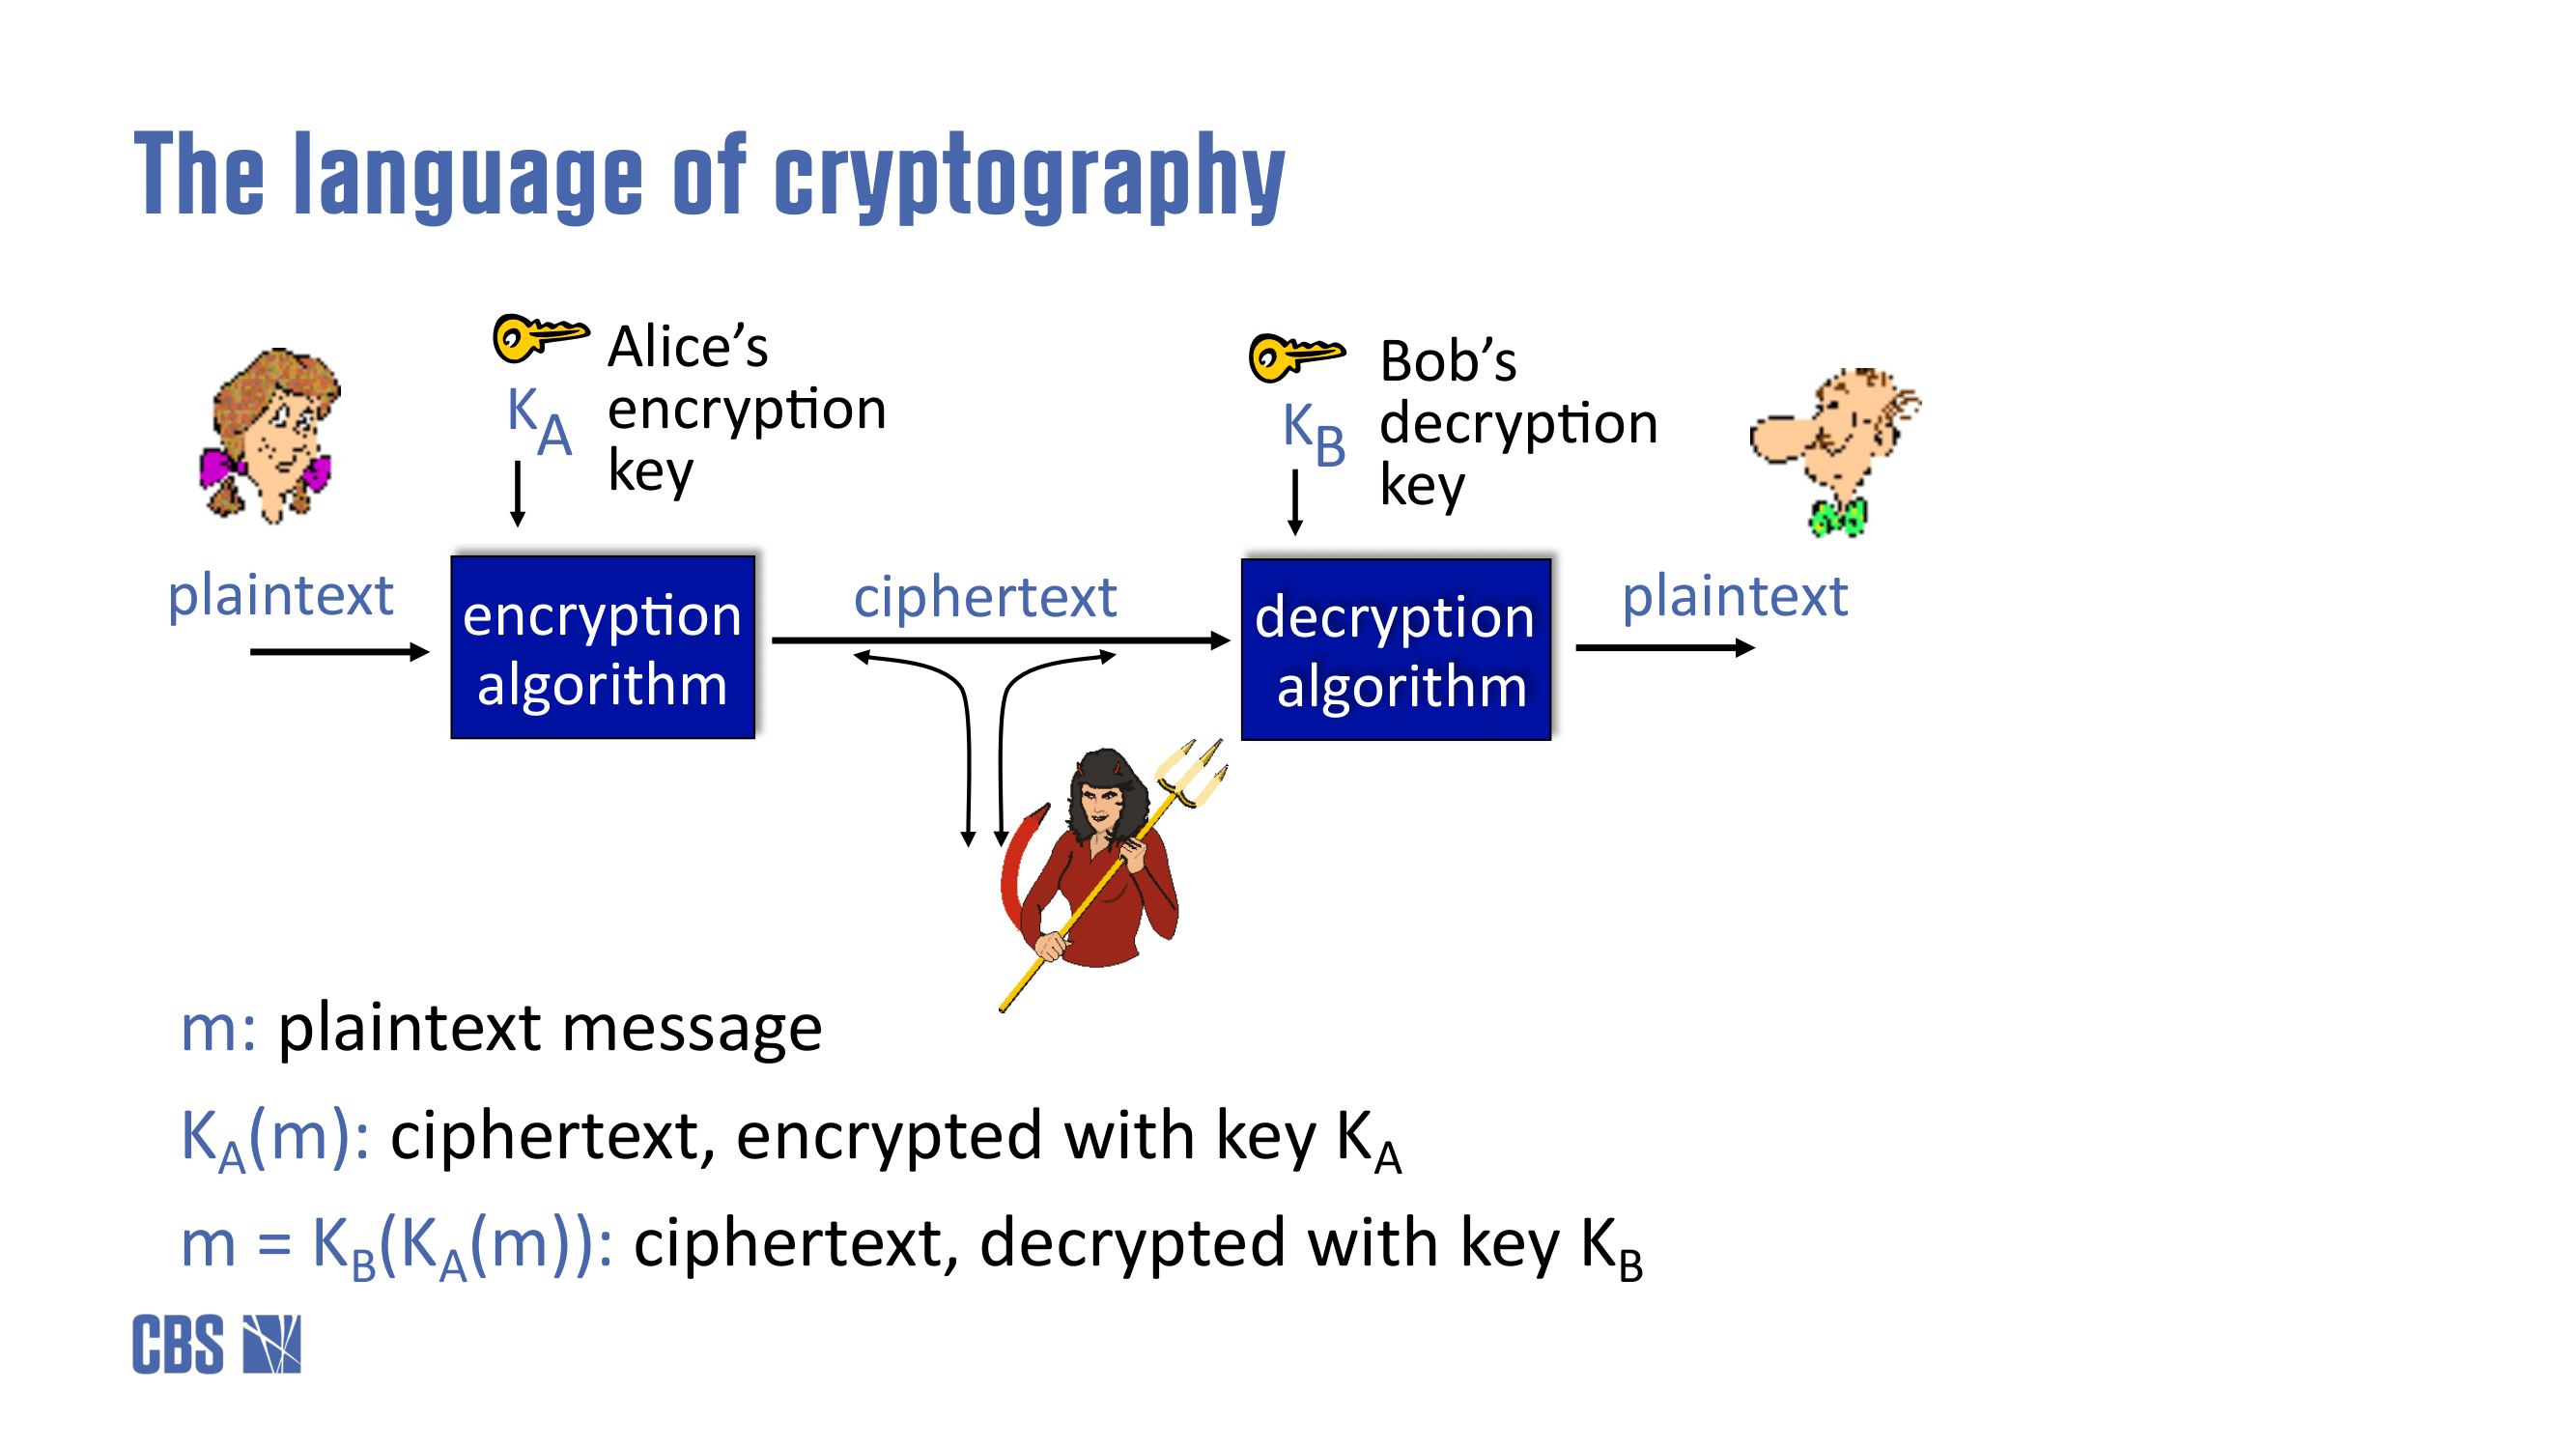 The language of cryptography
Alice’s
encryption
key
K_A
Bob’s
decryption
key
K_B
plaintext
encryption
algorithm
ciphertext
decryption
algorithm
plaintext
m: plaintext message
K_A(m): ciphertext, encrypted with key K_A
m = K_B(K_A(m)): ciphertext, decrypted with key K_B
CBS